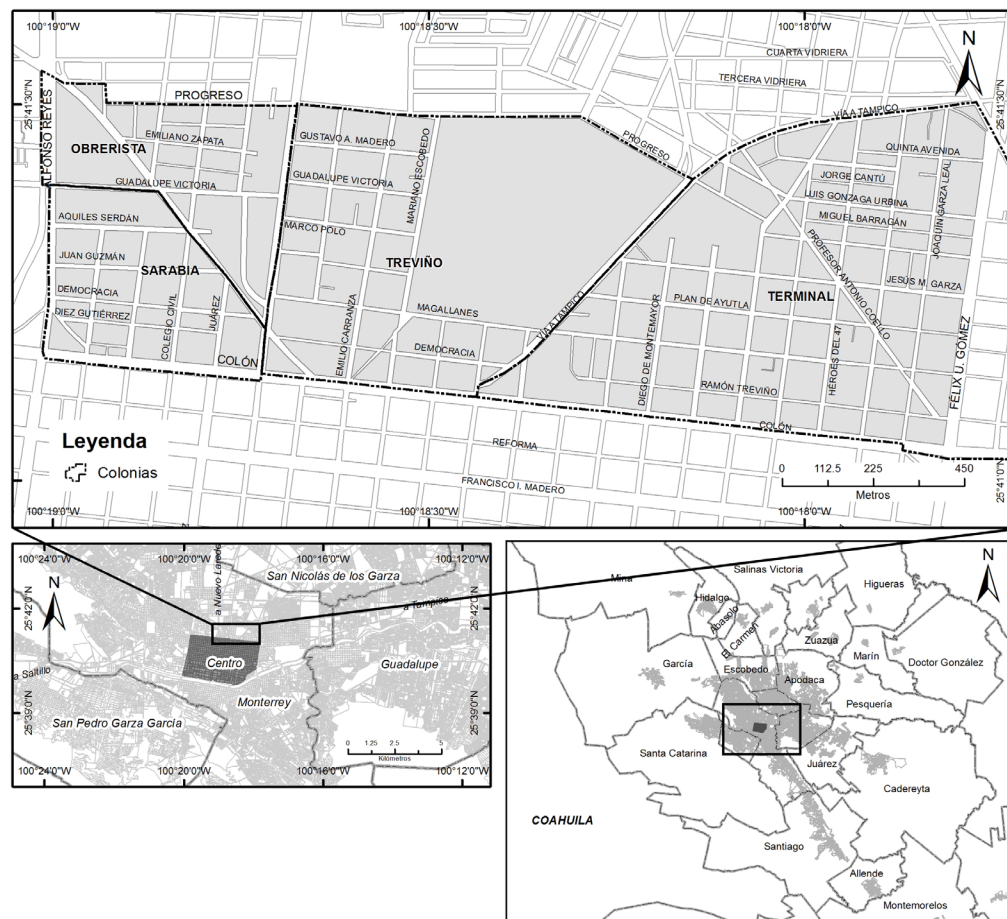 100°19'0"W
100°18'30"W
100°18'0"W
N
CUARTA VIDRIERA
TERCERA VIDRIERA
25°41'30"N
25°41'30"N
ALFONSO REYES
PROGRESO
VÍA A TAMPICO
PROGRESO
EMILIANO ZAPATA
GUSTAVO A. MADERO
QUINTA AVENIDA
OBRERISTA
MARIANO ESCOBEDO
JORGE CANTÚ
JOAQUÍN GARZA LEAL
GUADALUPE VICTORIA
GUADALUPE VICTORIA
LUIS GONZAGA URBINA
AQUILES SERDÁN
MARCO POLO
MIGUEL BARRAGÁN
PROFESOR ANTONIO COELLO
JUAN GUZMÁN
SARABIA
TREVIÑO
JESÚS M. GARZA
DEMOCRACIA
PLAN DE AYUTLA
TERMINAL
DIEZ GUTIÉRREZ
COLEGIO CIVIL
JUÁREZ
MAGALLANES
VÍA A TAMPICO
EMILIO CARRANZA
DEMOCRACIA
DIEGO DE MONTEMAYOR
HÉROES DEL 47
FÉLIX U. GÓMEZ
COLÓN
RAMÓN TREVIÑO
COLÓN
REFORMA
FRANCISCO I. MADERO
Leyenda
Colonias
0 112.5 225 450
Metros
25°41'0"N
100°19'0"W
100°18'30"W
100°18'0"W
100°24'0"W
100°20'0"W
100°16'0"W
100°12'0"W
N
a Nuevo Laredo
San Nicolás de los Garza
25°42'0"N
25°42'0"N
a Tampico
Centro
Guadalupe
a Saltillo
Monterrey
San Pedro Garza García
25°39'0"N
25°39'0"N
0 1.25 2.5 5
Kilómetros
100°24'0"W
100°20'0"W
100°16'0"W
100°12'0"W
N
Mina
Salinas Victoria
Higueras
Hidalgo
Abasolo
El Carmen
Zuazua
Marín
Doctor González
García
Escobedo
Apodaca
Pesquería
Santa Catarina
Juárez
Cadereyta
COAHUILA
Santiago
Allende
Montemorelos